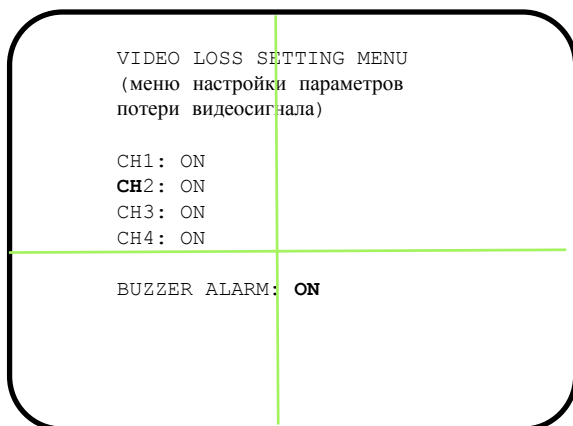 VIDEO LOSS SETTING MENU
(меню настройки параметров
потери видеосигнала)
CH1: ON
CH2: ON
CH3: ON
CH4: ON
BUZZER ALARM: ON